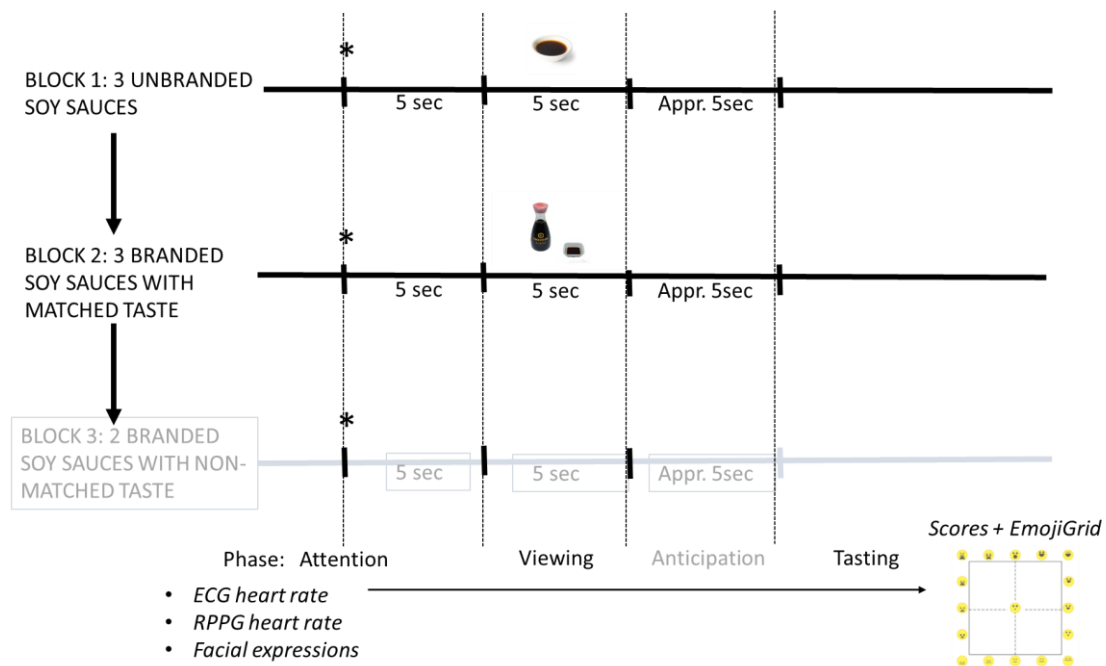 *
BLOCK 1: 3 UNBRANDED
SOY SAUCES
5 sec
5 sec
Appr. 5sec
*
BLOCK 2: 3 BRANDED
SOY SAUCES WITH
MATCHED TASTE
5 sec
5 sec
Appr. 5sec
*
BLOCK 3: 2 BRANDED
SOY SAUCES WITH NON-
MATCHED TASTE
5 sec
5 sec
Appr. 5sec
Scores + EmojiGrid
Phase: Attention Viewing Anticipation Tasting
• ECG heart rate
• RPPG heart rate
• Facial expressions